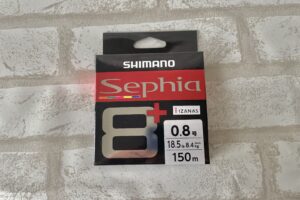 SHIMANO
Sephia
8+
IZANAS
0.8号
18.5lb 8.4kg
150m